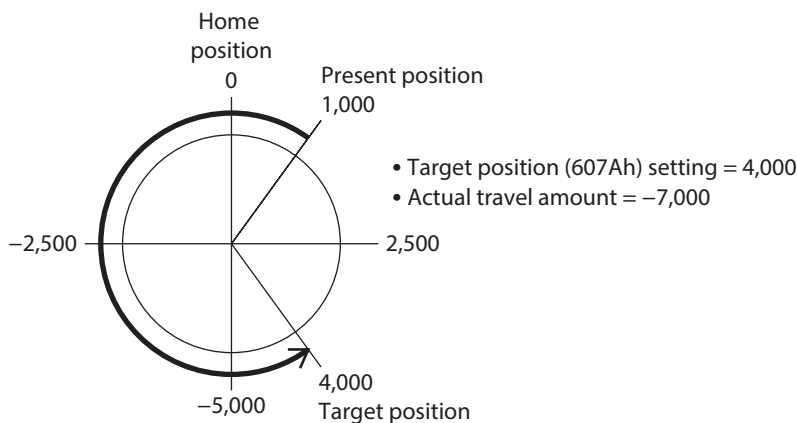 Home
position
0
Present position
1,000
• Target position (607Ah) setting = 4,000
• Actual travel amount = −7,000
−2,500
2,500
4,000
−5,000
Target position